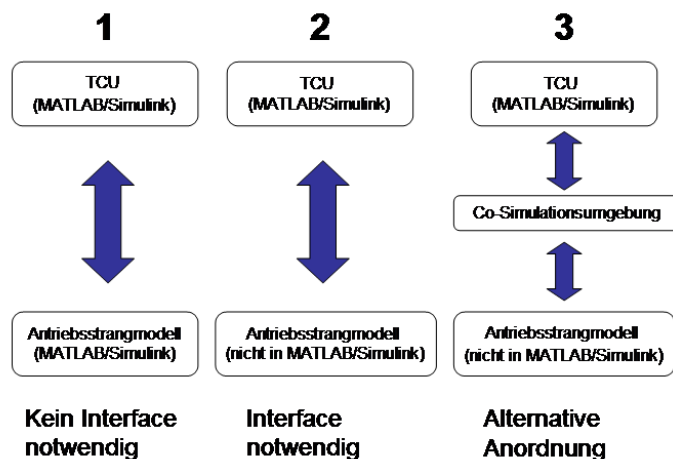 1
TCU
(MATLAB/Simulink)
Antriebsstrangmodell
(MATLAB/Simulink)
Kein Interface
notwendig
2
TCU
(MATLAB/Simulink)
Antriebsstrangmodell
(nicht in MATLAB/Simulink)
Interface
notwendig
3
TCU
(MATLAB/Simulink)
Co-Simulationsumgebung
Antriebsstrangmodell
(nicht in MATLAB/Simulink)
Alternative
Anordnung